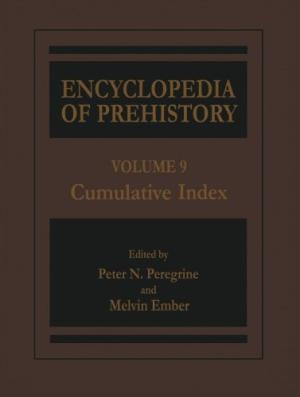 ENCYCLOPEDIA
OF PREHISTORY
VOLUME 9
Cumulative Index
Edited by
Peter N. Peregrine
and
Melvin Ember